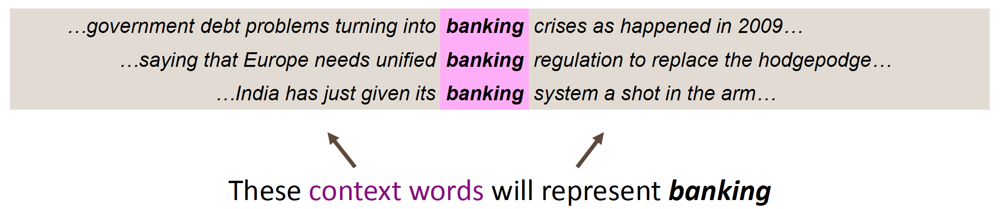 …government debt problems turning into banking crises as happened in 2009…
…saying that Europe needs unified banking regulation to replace the hodgepodge…
…India has just given its banking system a shot in the arm…
These context words will represent banking